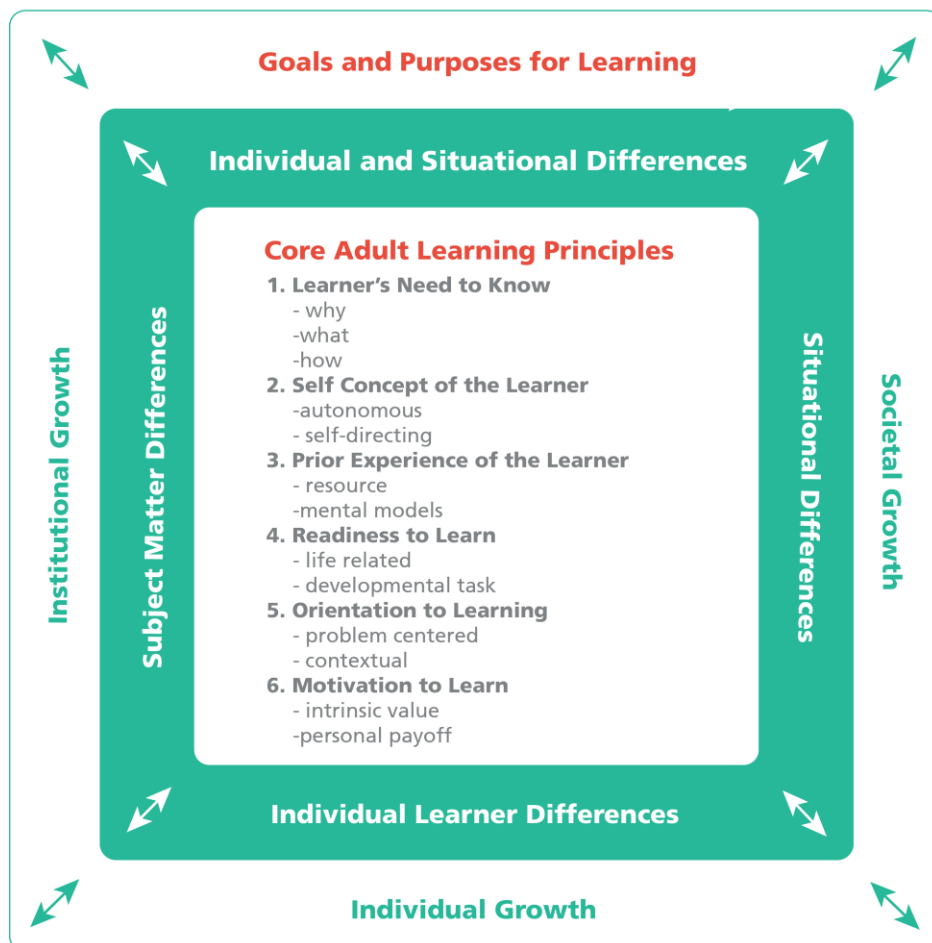 Goals and Purposes for Learning
Individual and Situational Differences
Core Adult Learning Principles
1. Learner's Need to Know
- why
-what
-how
2. Self Concept of the Learner
-autonomous
- self-directing
3. Prior Experience of the Learner
- resource
-mental models
4. Readiness to Learn
- life related
- developmental task
5. Orientation to Learning
- problem centered
- contextual
6. Motivation to Learn
- intrinsic value
-personal payoff
Institutional Growth
Subject Matter Differences
Situational Differences
Societal Growth
Individual Learner Differences
Individual Growth